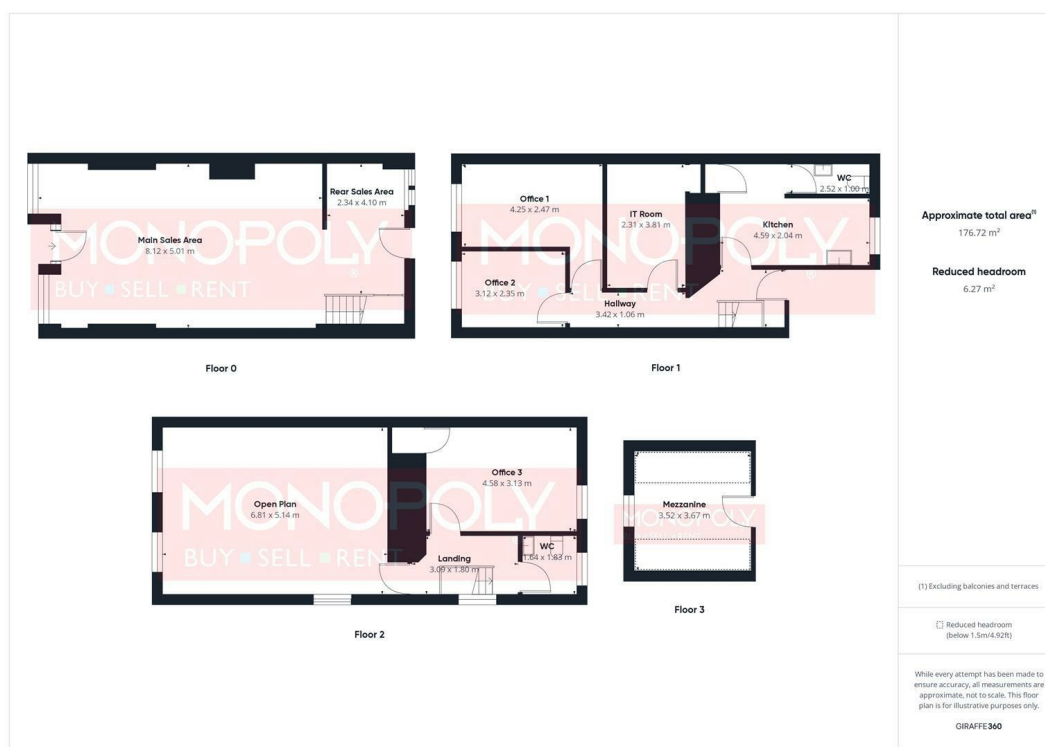 Main Sales Area
8.12 x 5.01 m
Rear Sales Area
2.34 x 4.10 m
MONOPOLY
®
BUY SELL RENT
Floor 0
Office 1
4.25 x 2.47 m
IT Room
2.31 x 3.81 m
WC
2.52 x 1.00 m
Kitchen
4.59 x 2.04 m
Office 2
3.12 x 2.35 m
Hallway
3.42 x 1.06 m
MONOPOLY
®
BUY SELL RENT
Floor 1
Open Plan
6.81 x 5.14 m
Office 3
4.58 x 3.13 m
Landing
3.09 x 1.80 m
WC
1.64 x 1.83 m
MONOPOLY
BUY SELL RENT
Floor 2
Mezzanine
3.52 x 3.67 m
MONOPOLY
Floor 3
Approximate total area(1)
176.72 m²
Reduced headroom
6.27 m²
(1) Excluding balconies and terraces
Reduced headroom
(below 1.5m/4.92ft)
While every attempt has been made to
ensure accuracy, all measurements are
approximate, not to scale. This floor
plan is for illustrative purposes only.
GIRAFFE360